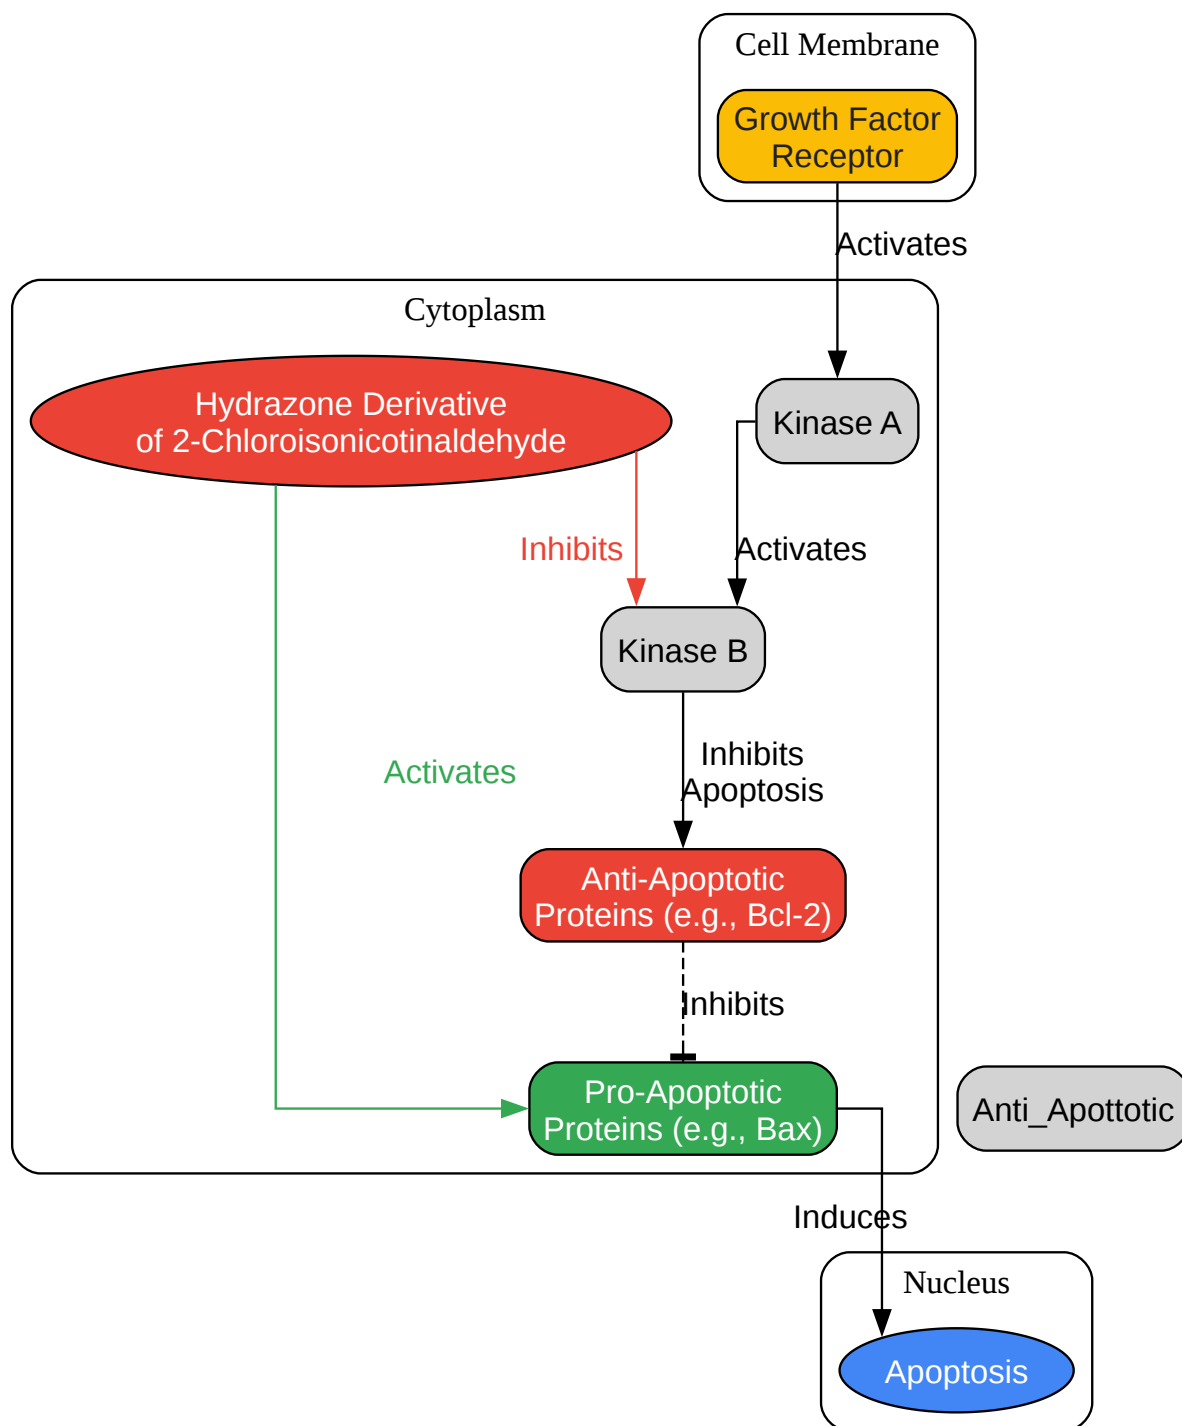 Cell Membrane
Growth Factor
Receptor
Activates
Cytoplasm
Hydrazone Derivative
of 2-Chloroisonicotinaldehyde
Kinase A
Inhibits
Activates
Kinase B
Inhibits
Apoptosis
Activates
Anti-Apoptotic
Proteins (e.g., Bcl-2)
Inhibits
Pro-Apoptotic
Proteins (e.g., Bax)
Anti_Apottotic
Induces
Nucleus
Apoptosis